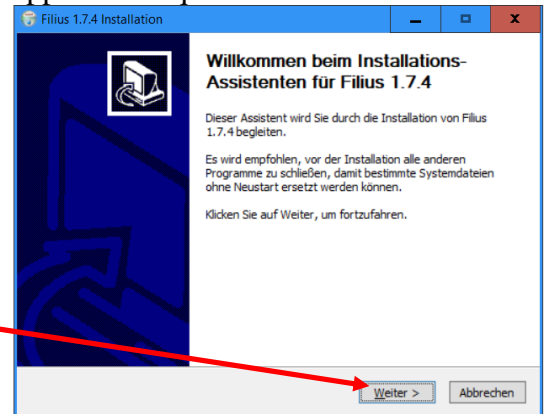 Filius 1.7.4 Installation
Willkommen beim Installations-
Assistenten für Filius 1.7.4
Dieser Assistent wird Sie durch die Installation von Filius
1.7.4 begleiten.
Es wird empfohlen, vor der Installation alle anderen
Programme zu schließen, damit bestimmte Systemdateien
ohne Neustart ersetzt werden können.
Klicken Sie auf Weiter, um fortzufahren.
Weiter > Abbrechen